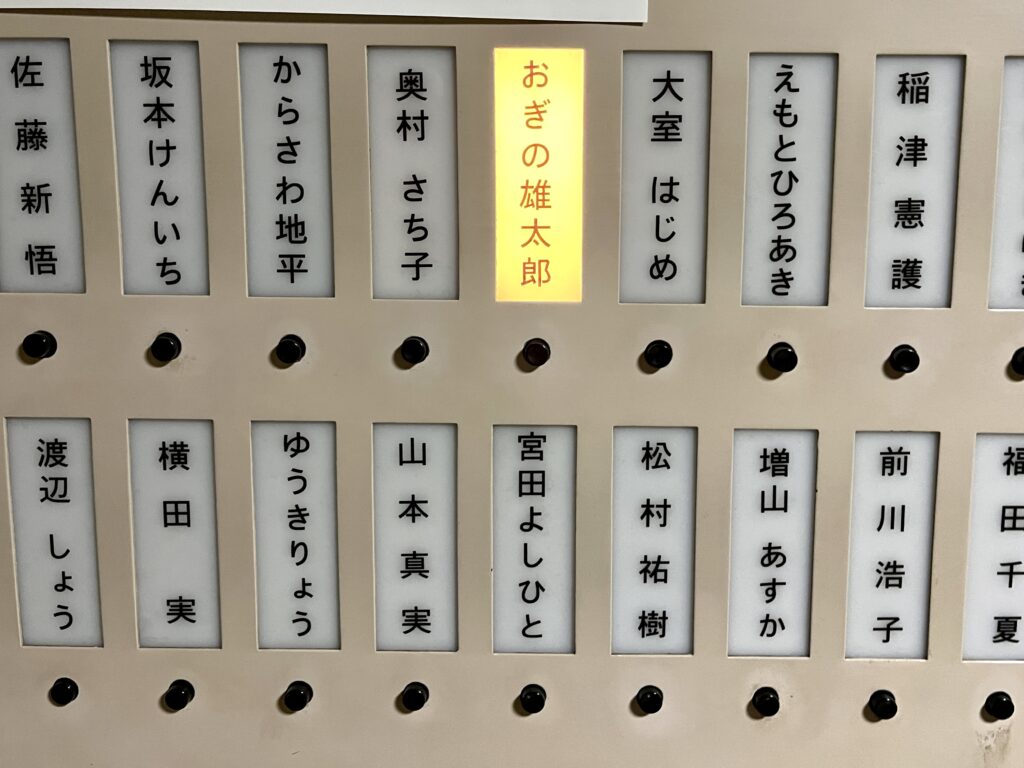 稲津憲護
えもとひろあき
大室 はじめ
おぎの雄太郎
奥村 さち子
からさわ地平
坂本けんいち
佐藤新悟
福田千夏
前川浩子
増山 あすか
松村祐樹
宮田よしひと
山本真実
ゆうきりょう
横田 実
渡辺 しょう